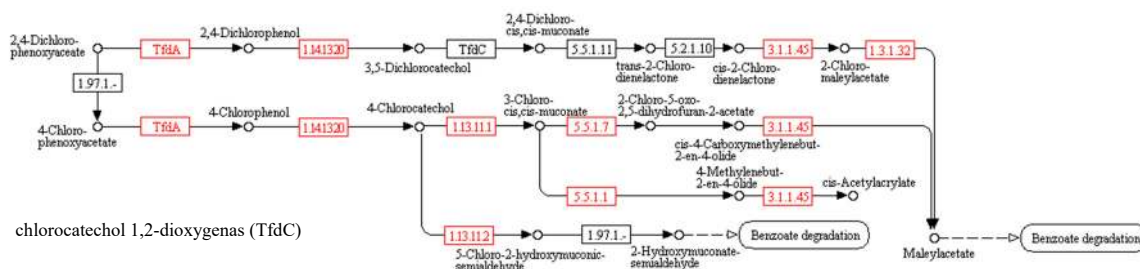 2,4-Dichloro-
phenoxyaceate
TfdA
2,4-Dichlorophenol
1.14.13.20
3,5-Dichlorocatechol
TfdC
2,4-Dichloro-
cis,cis-muconate
5.5.1.11
trans-2-Chloro-
dienelactone
5.2.1.10
cis-2-Chloro-
dienelactone
3.1.1.45
2-Chloro-
maleylacetate
1.3.1.32
1.97.1.-
4-Chloro-
phenoxyacetate
TfdA
4-Chlorophenol
1.14.13.20
4-Chlorocatechol
1.13.11.1
3-Chloro-
cis,cis-muconate
5.5.1.7
2-Chloro-5-oxo-
2,5-dihydrofuran-2-acetate
cis-4-Carboxymethylenebut-
2-en-4-olide
3.1.1.45
5.5.1.1
4-Methylenebut-
2-en-4-olide
3.1.1.45
cis-Acetylacrylate
chlorocatechol 1,2-dioxygenas (TfdC)
1.13.11.2
5-Chloro-2-hydroxymuconic-
semialdehyde
1.97.1.-
2-Hydroxymuconate-
semialdehyde
Benzoate degradation
Maleylacetate
Benzoate degradation